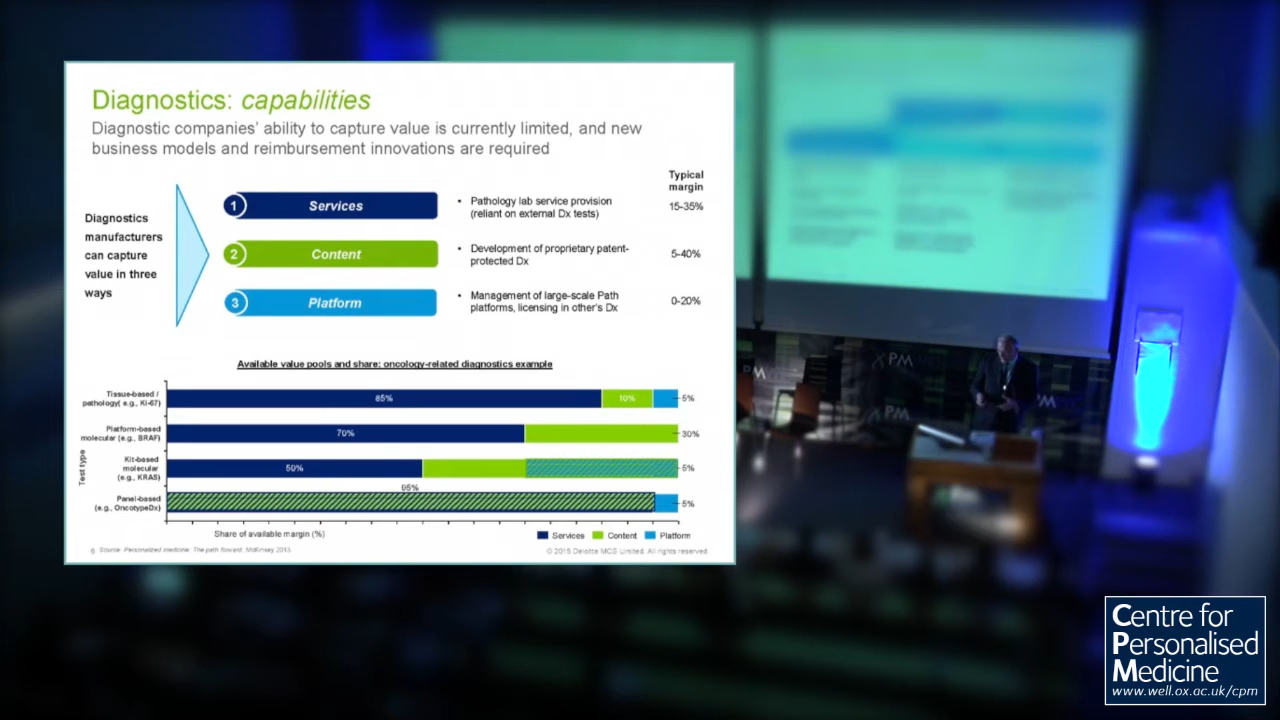 Diagnostics: capabilities
Diagnostic companies' ability to capture value is currently limited, and new
business models and reimbursement innovations are required
Typical
margin
Diagnostics
manufacturers
can capture
value in three
ways
1 Services
• Pathology lab service provision
(reliant on external Dx tests)
15-35%
2 Content
• Development of proprietary patent-
protected Dx
5-40%
3 Platform
• Management of large-scale Path
platforms, licensing in other's Dx
0-20%
Available value pools and share: oncology-related diagnostics example
Test type
Tissue-based /
pathology( e.g., Ki-67)
85% 10% 5%
Platform-based
molecular (e.g., BRAF)
70% 30%
Kit-based
molecular
(e.g., KRAS)
50% 5%
95%
Panel-based
(e.g., OncotypeDx)
5%
Share of available margin (%)
Services Content Platform
6 Source: Personalized medicine: The path forward. McKinsey 2013.
© 2015 Deloitte MCS Limited. All rights reserved
PM
XPM
PM
Centre for
Personalised
Medicine
www.well.ox.ac.uk/cpm